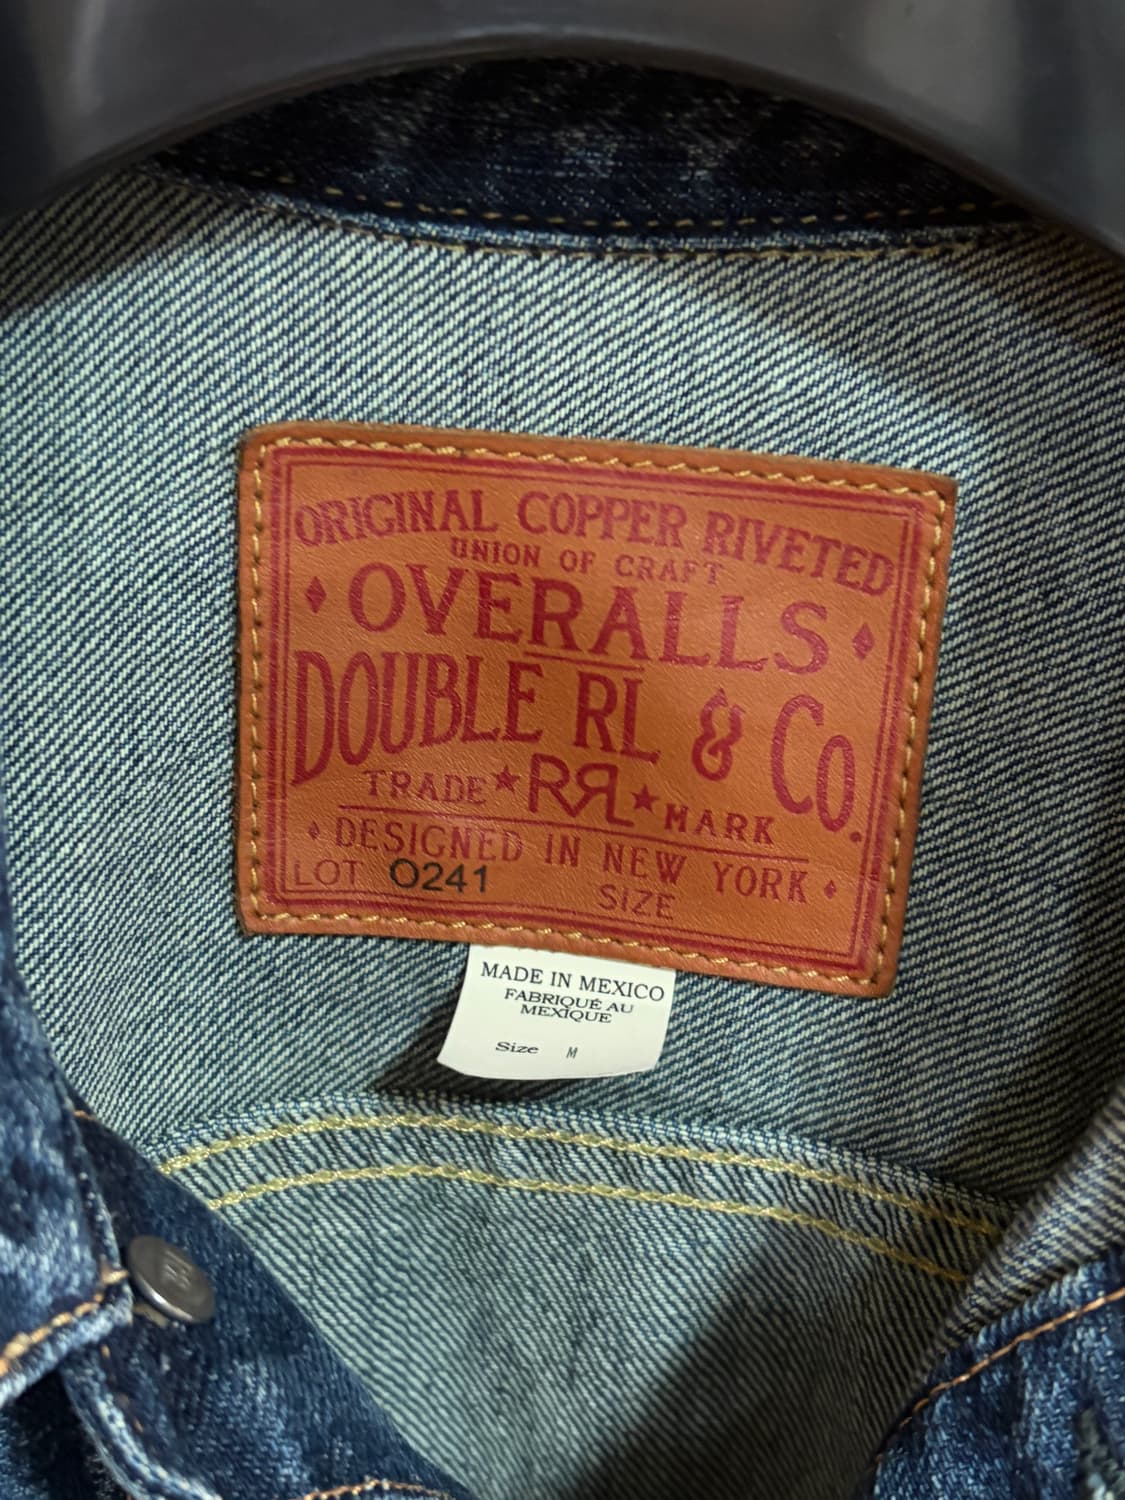 ORIGINAL COPPER RIVETED
UNION OF CRAFT
OVERALLS
DOUBLE RL & Co.
TRADE ★ RRL ★ MARK
DESIGNED IN NEW YORK
LOT 0241 SIZE
MADE IN MEXICO
FABRIQUÉ AU
MEXIQUE
Size M